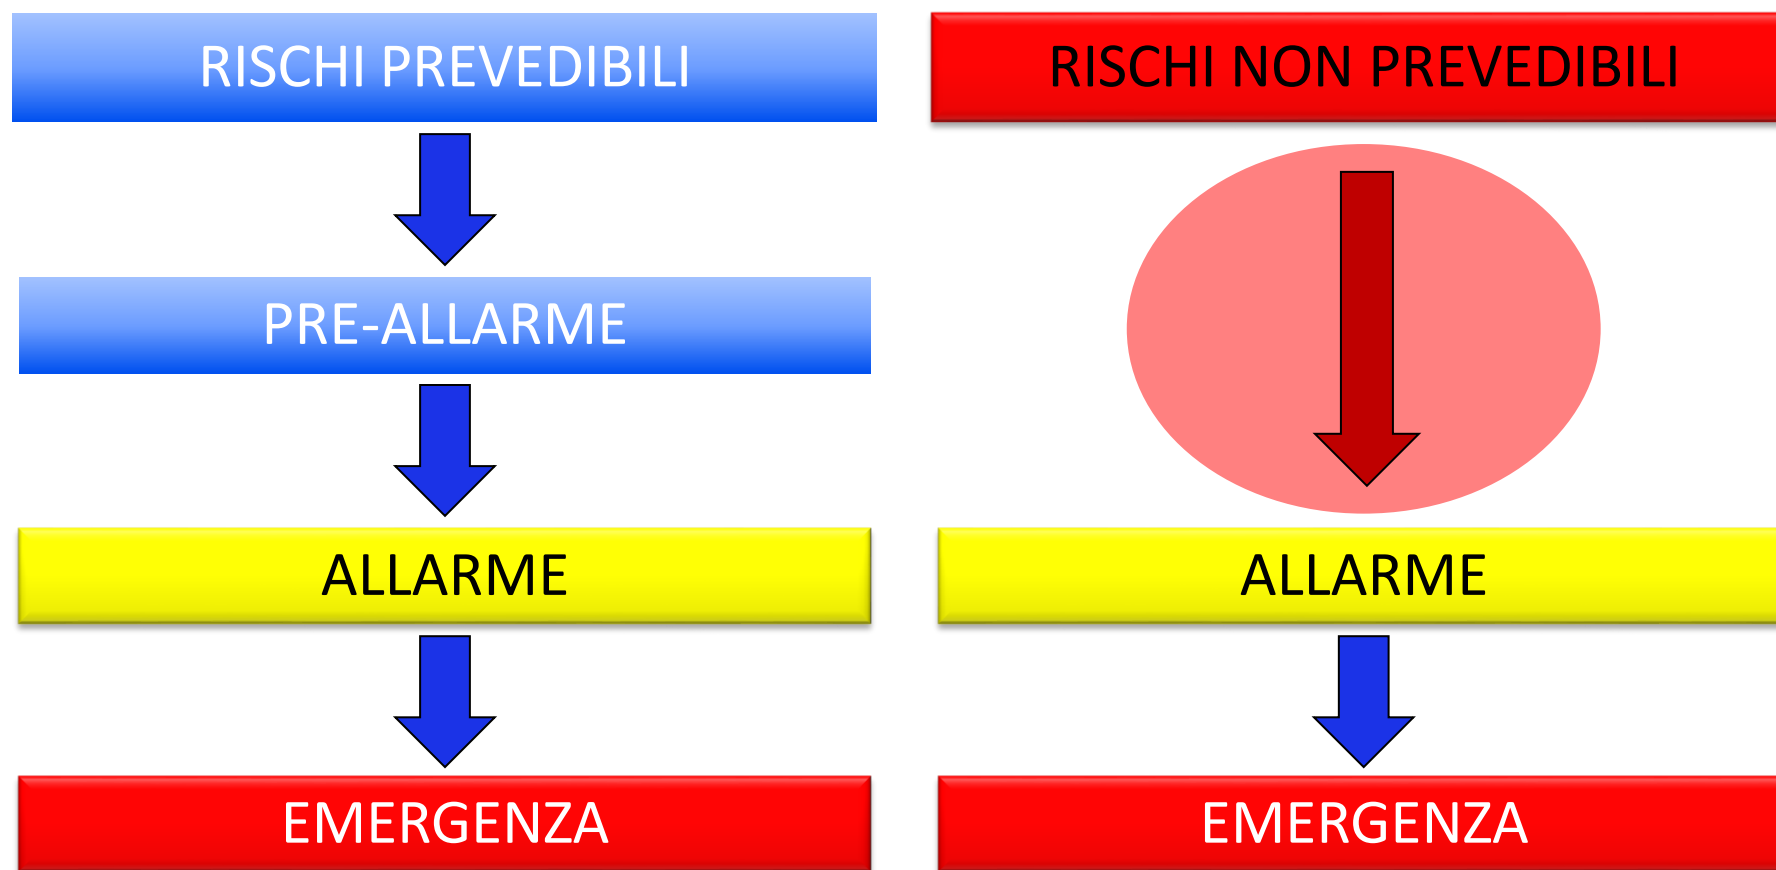 RISCHI PREVEDIBILI
PRE-ALLARME
ALLARME
EMERGENZA
RISCHI NON PREVEDIBILI
ALLARME
EMERGENZA